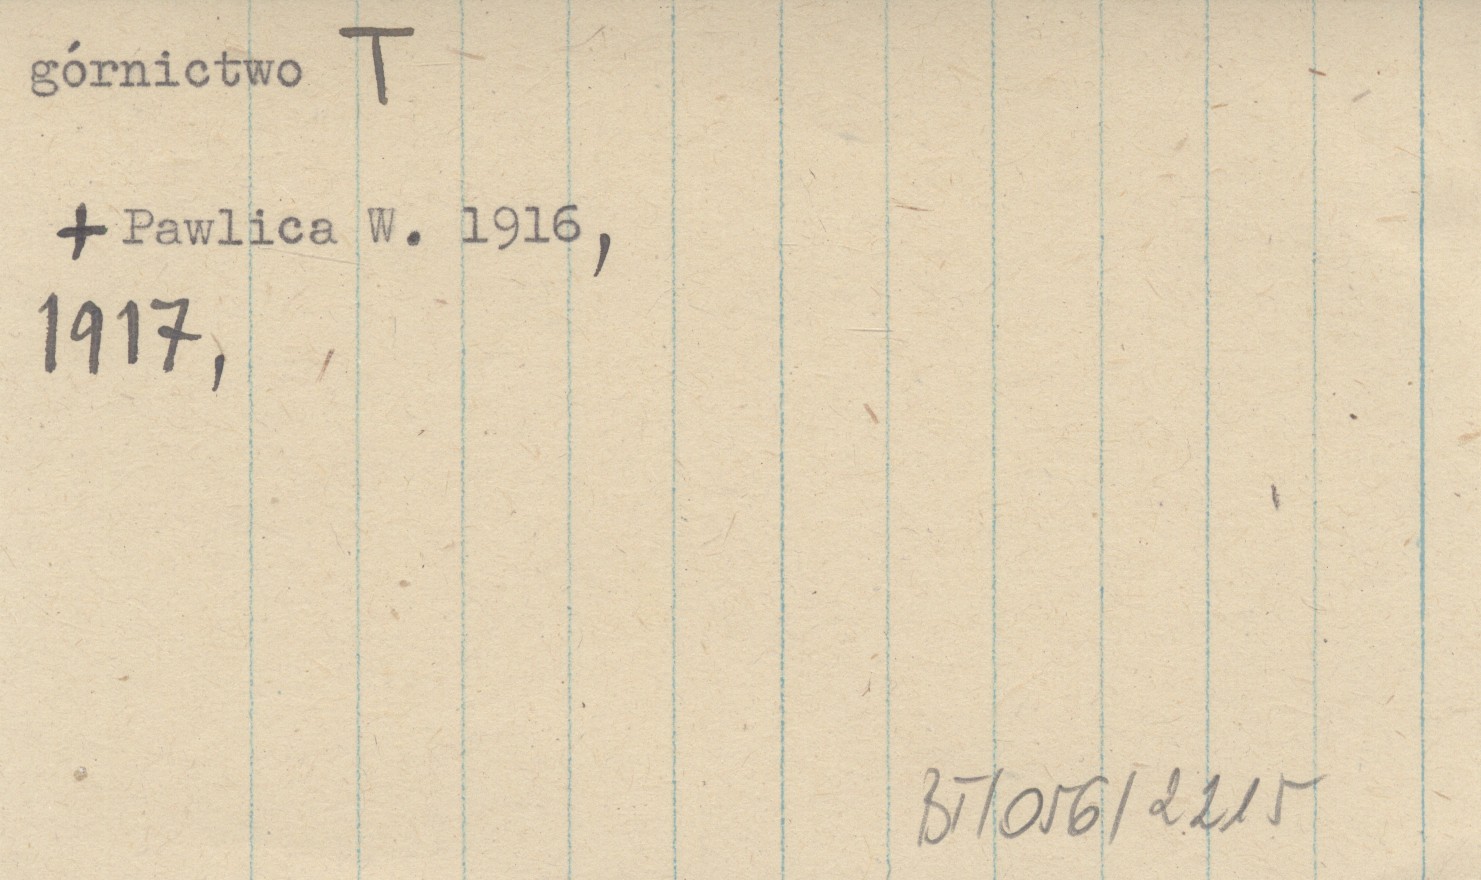 górnictwo T
+ Pawlica W. 1916,
1917,
BT/056/2215